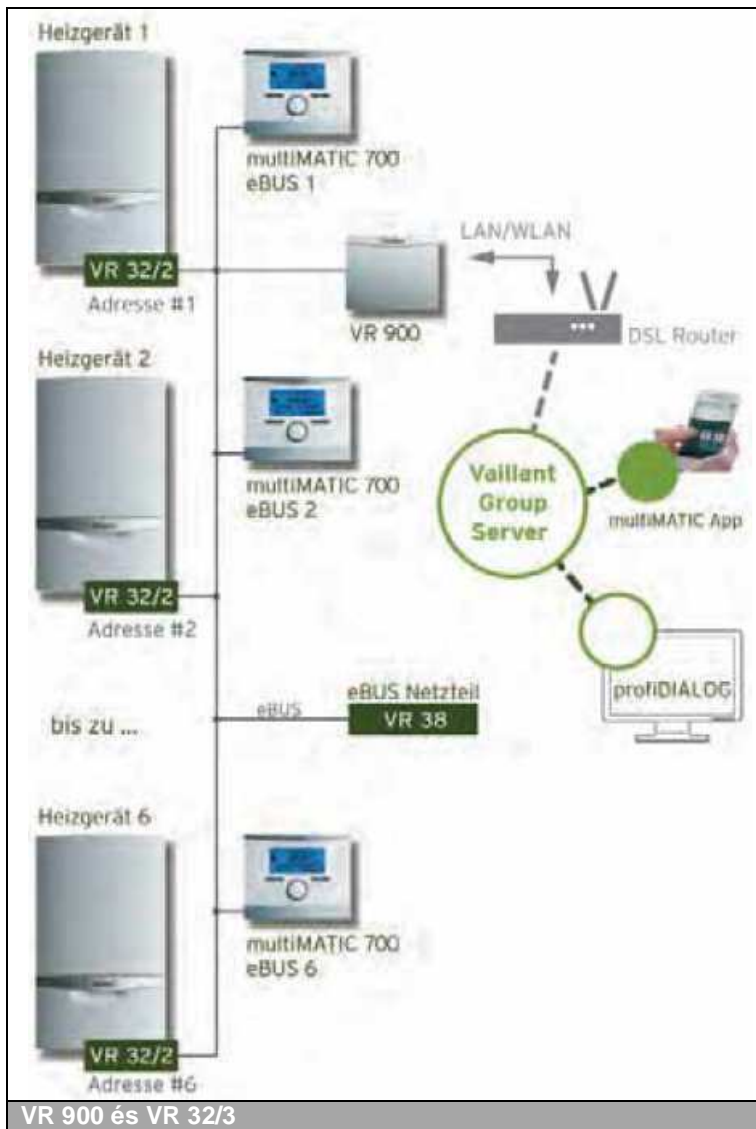 Heizgerät 1
multiMATIC 700
eBUS 1
LAN/WLAN
VR 32/2
Adresse #1
VR 900
DSL Router
Heizgerät 2
multiMATIC 700
eBUS 2
Vaillant
Group
Server
multiMATIC App
VR 32/2
Adresse #2
eBUS Netzteil
eBUS
VR 38
profiDIALOG
bis zu ...
Heizgerät 6
multiMATIC 700
eBUS 6
VR 32/2
Adresse #6
VR 900 és VR 32/3